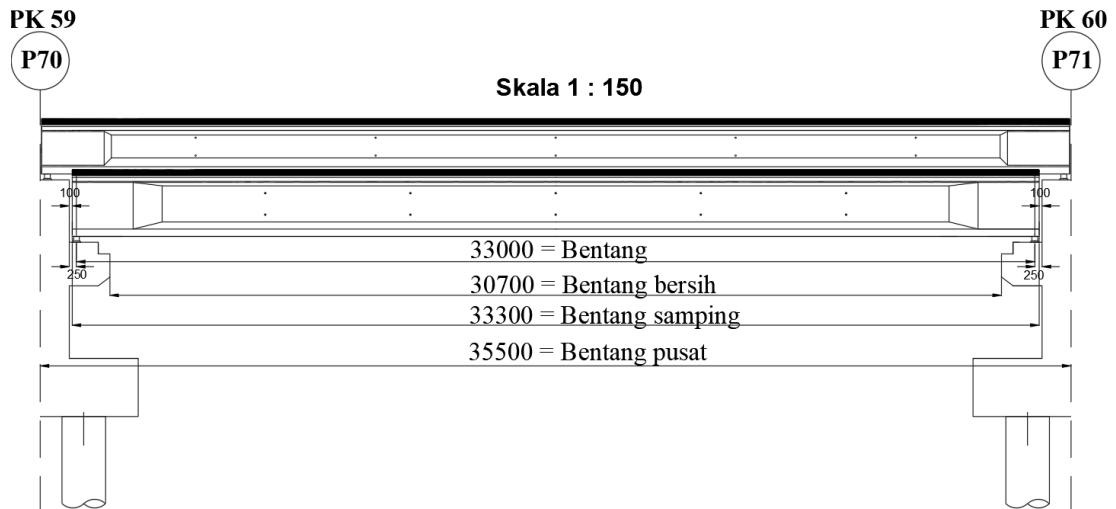 PK 59
PK 60
P70
P71
Skala 1 : 150
100
100
33000 = Bentang
250
250
30700 = Bentang bersih
33300 = Bentang samping
35500 = Bentang pusat